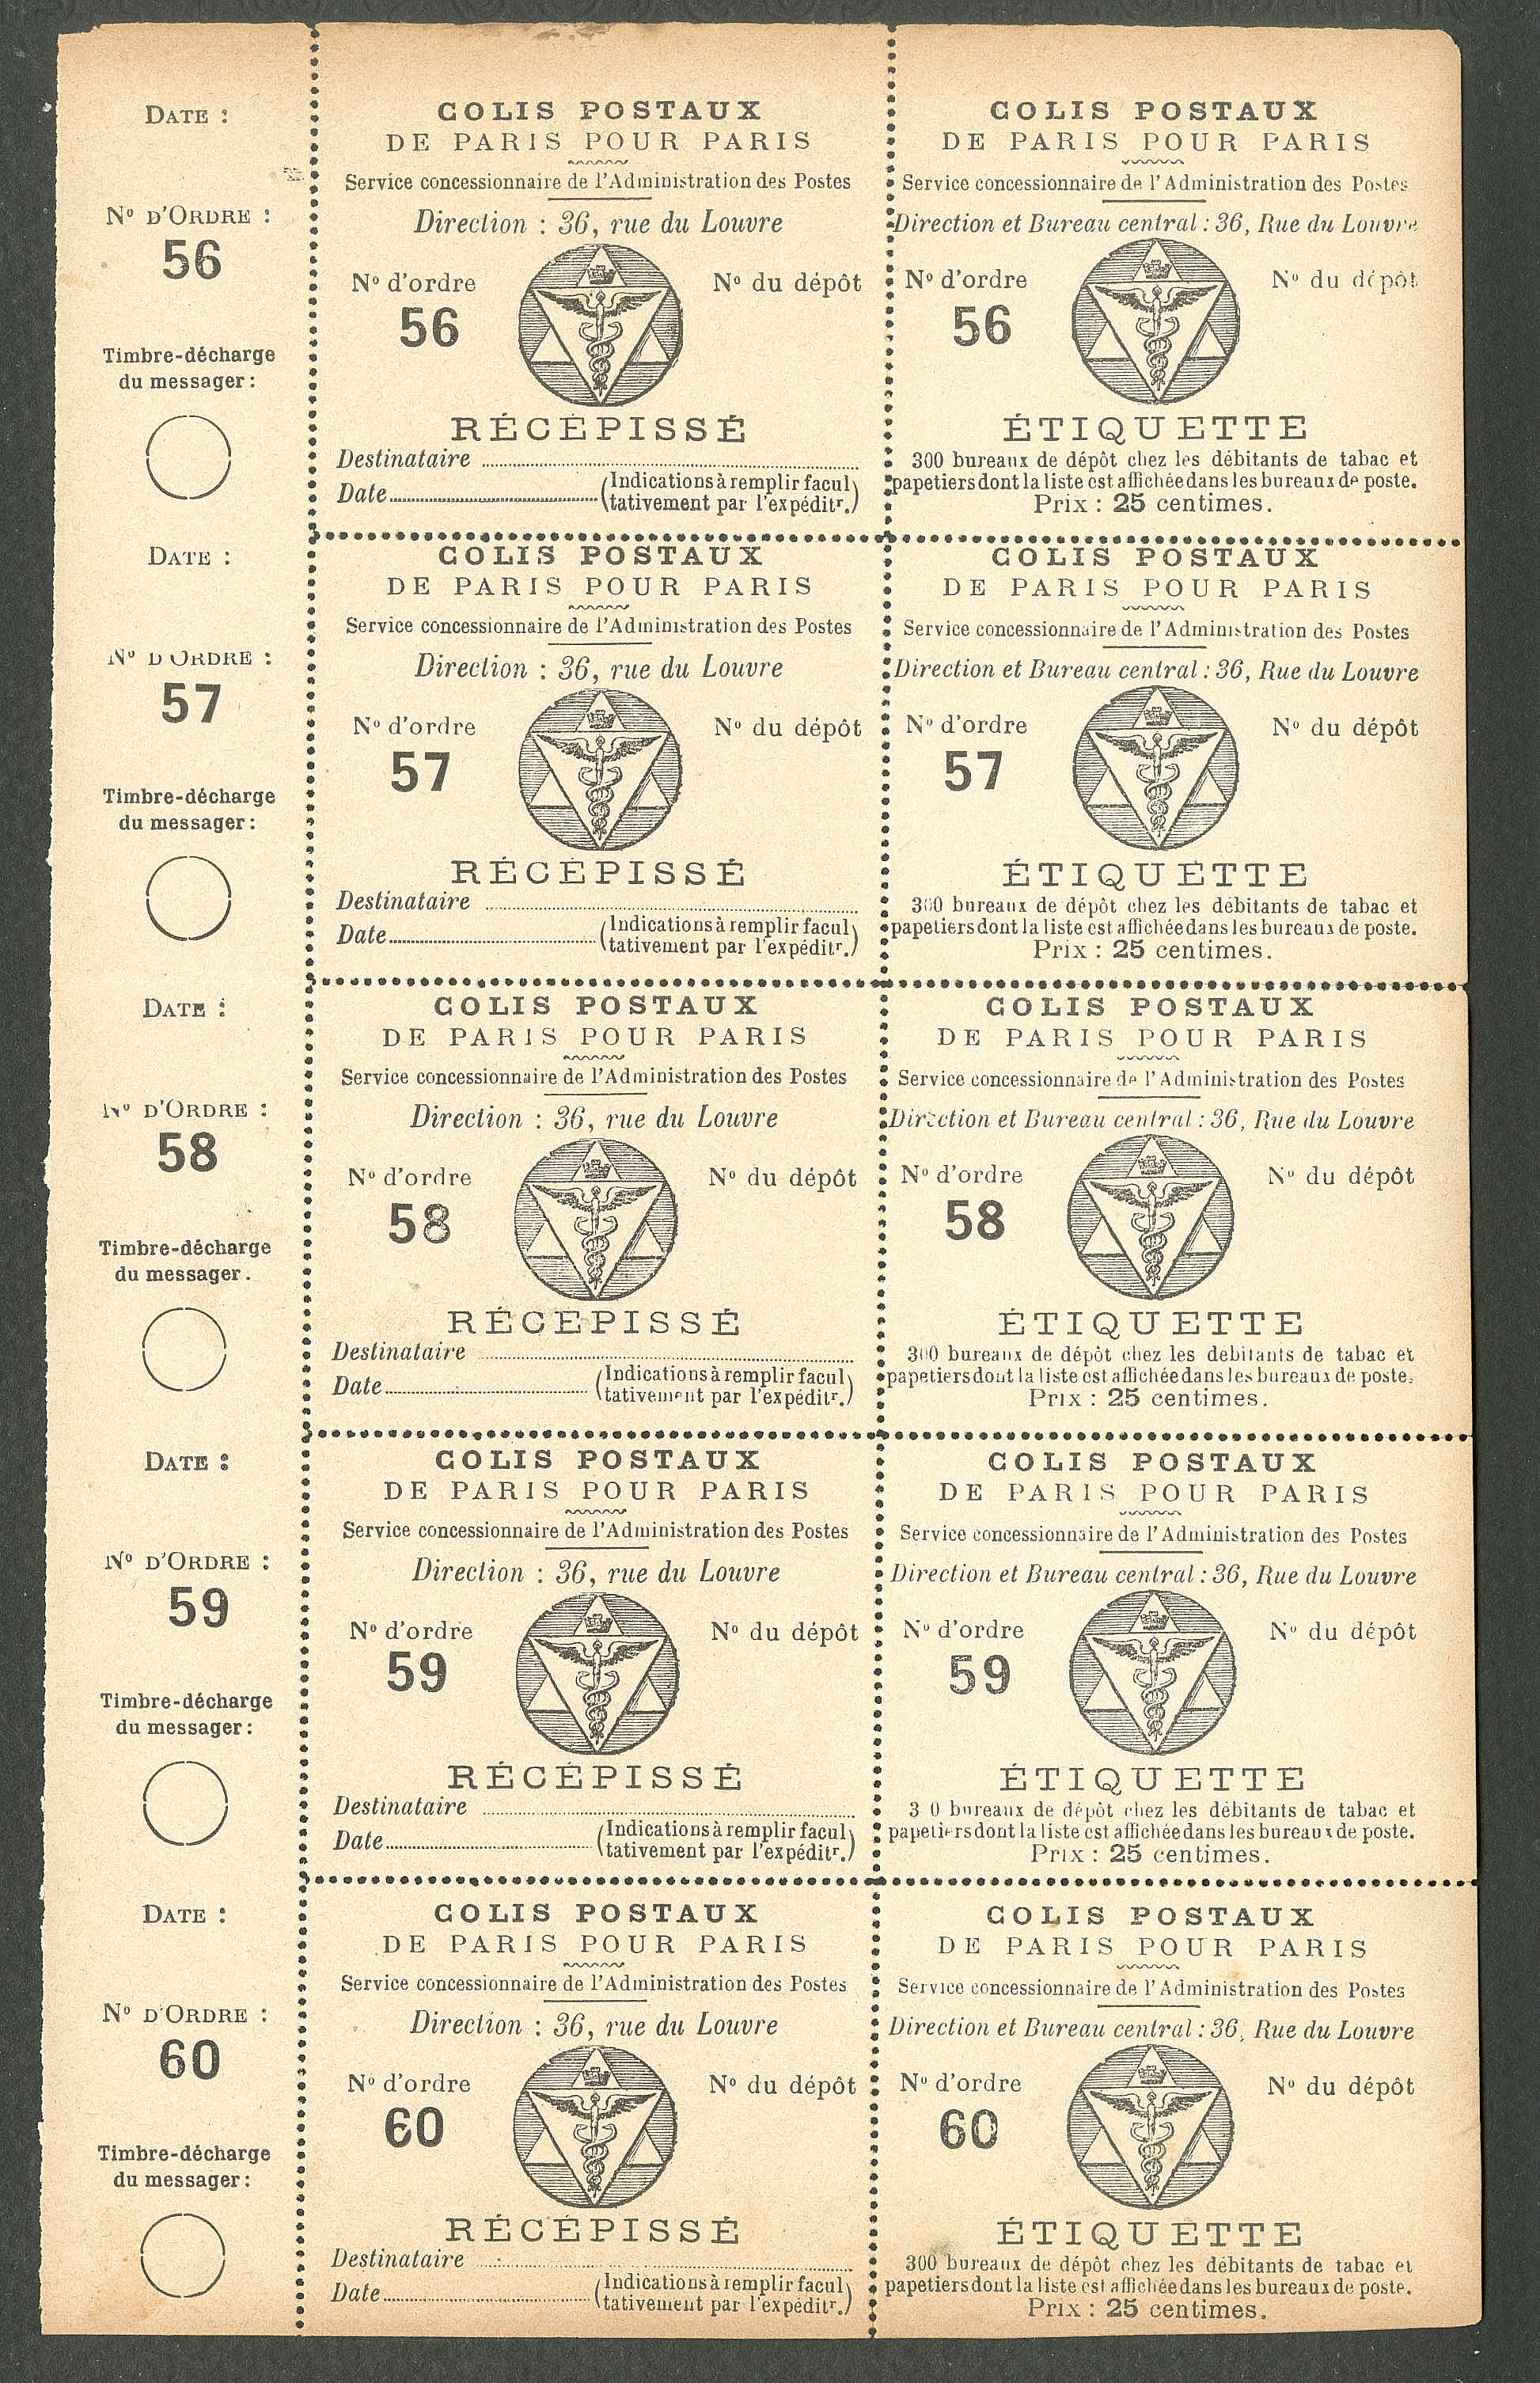 DATE :
N° D'ORDRE :
56
Timbre-décharge
du messager :
COLIS POSTAUX
DE PARIS POUR PARIS
Service concessionnaire de l'Administration des Postes
Direction : 36, rue du Louvre
N° d'ordre
N° du dépôt
56
RÉCÉPISSÉ
Destinataire
Date
(Indications à remplir facul)
(tativement par l'expéditr.)
COLIS POSTAUX
DE PARIS POUR PARIS
Service concessionnaire de l'Administration des Postes
Direction et Bureau central : 36, Rue du Louvre
N° d'ordre
N° du dépôt
56
ÉTIQUETTE
300 bureaux de dépôt chez les débitants de tabac et
papetiers dont la liste est affichée dans les bureaux de poste.
Prix : 25 centimes.
DATE :
N° D'ORDRE :
57
Timbre-décharge
du messager :
COLIS POSTAUX
DE PARIS POUR PARIS
Service concessionnaire de l'Administration des Postes
Direction : 36, rue du Louvre
N° d'ordre
N° du dépôt
57
RÉCÉPISSÉ
Destinataire
Date
(Indications à remplir facul)
(tativement par l'expéditr.)
COLIS POSTAUX
DE PARIS POUR PARIS
Service concessionnaire de l'Administration des Postes
Direction et Bureau central : 36, Rue du Louvre
N° d'ordre
N° du dépôt
57
ÉTIQUETTE
300 bureaux de dépôt chez les débitants de tabac et
papetiers dont la liste est affichée dans les bureaux de poste.
Prix : 25 centimes.
DATE :
N° D'ORDRE :
58
Timbre-décharge
du messager.
COLIS POSTAUX
DE PARIS POUR PARIS
Service concessionnaire de l'Administration des Postes
Direction : 36, rue du Louvre
N° d'ordre
N° du dépôt
58
RÉCÉPISSÉ
Destinataire
Date
(Indications à remplir facul)
(tativement par l'expéditr.)
COLIS POSTAUX
DE PARIS POUR PARIS
Service concessionnaire de l'Administration des Postes
Direction et Bureau central : 36, Rue du Louvre
N° d'ordre
N° du dépôt
58
ÉTIQUETTE
300 bureaux de dépôt chez les debitants de tabac et
papetiers dont la liste est affichée dans les bureaux de poste.
Prix : 25 centimes.
DATE :
N° D'ORDRE :
59
Timbre-décharge
du messager :
COLIS POSTAUX
DE PARIS POUR PARIS
Service concessionnaire de l'Administration des Postes
Direction : 36, rue du Louvre
N° d'ordre
N° du dépôt
59
RÉCÉPISSÉ
Destinataire
Date
(Indications à remplir facul)
(tativement par l'expéditr.)
COLIS POSTAUX
DE PARIS POUR PARIS
Service concessionnaire de l'Administration des Postes
Direction et Bureau central : 36, Rue du Louvre
N° d'ordre
N° du dépôt
59
ÉTIQUETTE
3 0 bureaux de dépôt chez les débitants de tabac et
papetiers dont la liste est affichée dans les bureaux de poste.
Prix : 25 centimes.
DATE :
N° D'ORDRE :
60
Timbre-décharge
du messager :
COLIS POSTAUX
DE PARIS POUR PARIS
Service concessionnaire de l'Administration des Postes
Direction : 36, rue du Louvre
N° d'ordre
N° du dépôt
60
RÉCÉPISSÉ
Destinataire
Date
(Indications à remplir facul)
(tativement par l'expéditr.)
COLIS POSTAUX
DE PARIS POUR PARIS
Service concessionnaire de l'Administration des Postes
Direction et Bureau central : 36, Rue du Louvre
N° d'ordre
N° du dépôt
60
ÉTIQUETTE
300 bureaux de dépôt chez les débitants de tabac et
papetiers dont la liste est affichée dans les bureaux de poste.
Prix : 25 centimes.